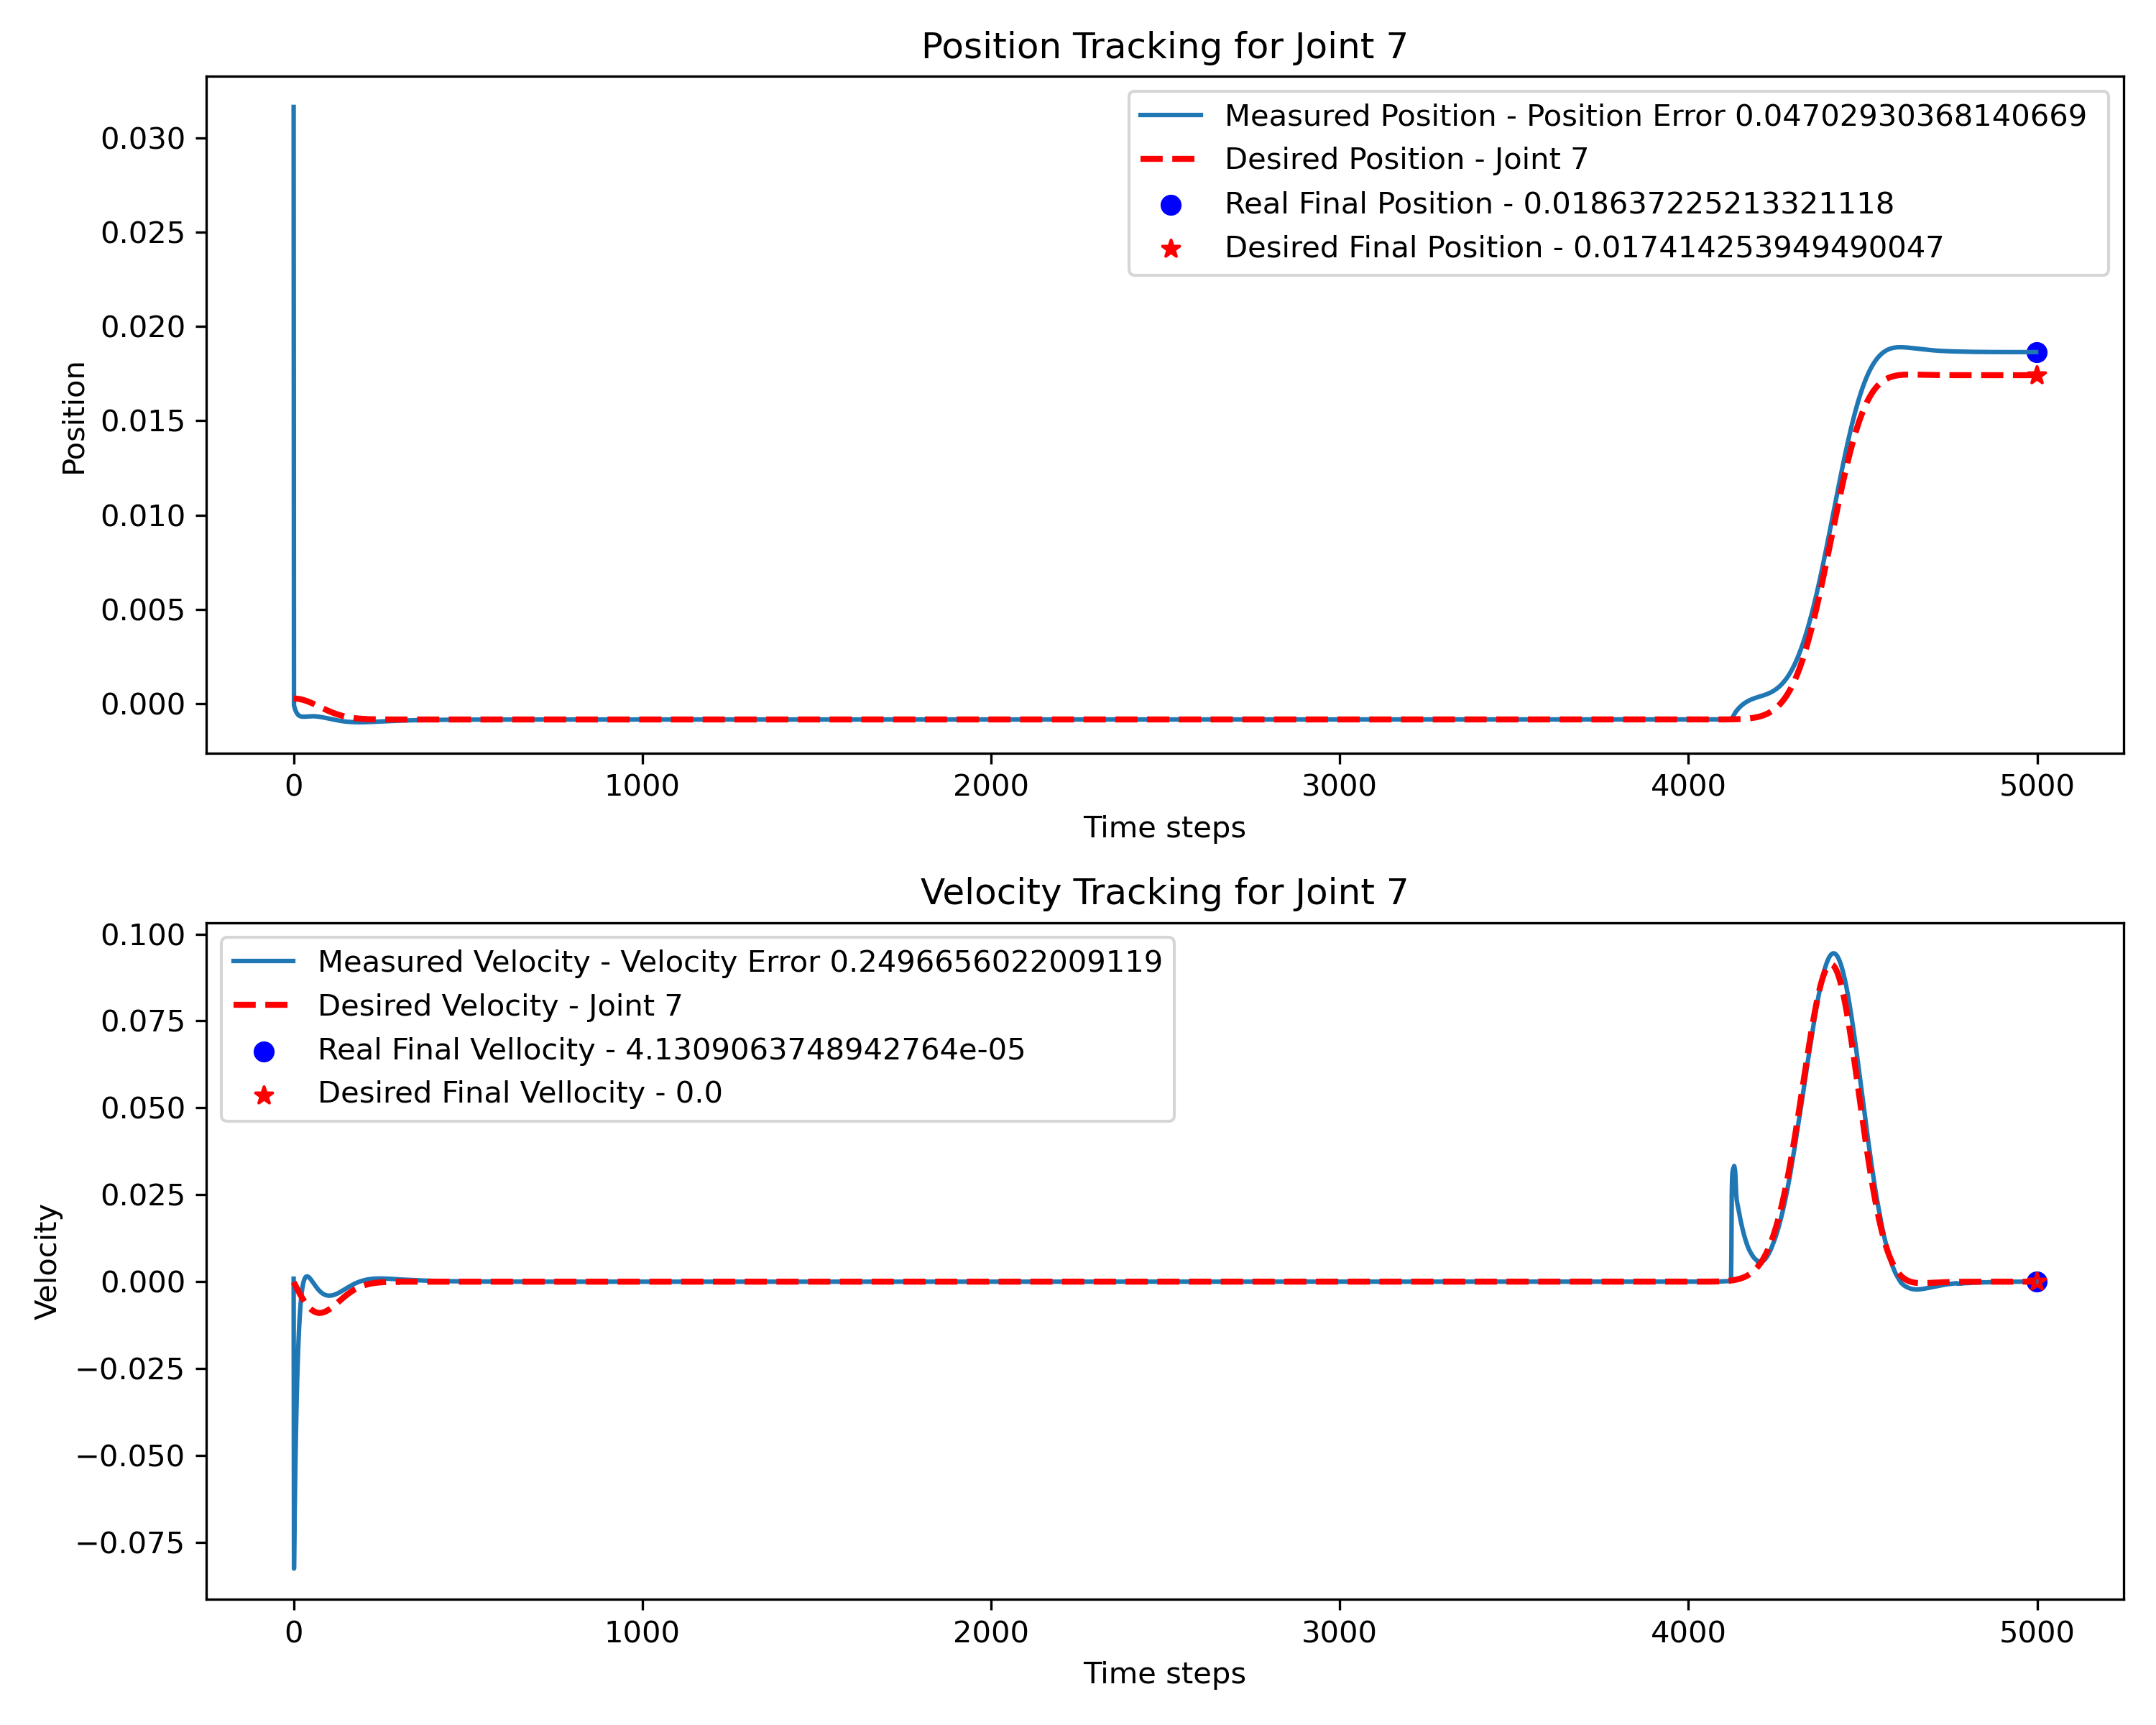 Position Tracking for Joint 7
Measured Position - Position Error 0.04702930368140669
Desired Position - Joint 7
Real Final Position - 0.018637225213321118
Desired Final Position - 0.017414253949490047
Position
0.030
0.025
0.020
0.015
0.010
0.005
0.000
0 1000 2000 3000 4000 5000
Time steps
Velocity Tracking for Joint 7
Measured Velocity - Velocity Error 0.2496656022009119
Desired Velocity - Joint 7
Real Final Vellocity - 4.1309063748942764e-05
Desired Final Vellocity - 0.0
Velocity
0.100
0.075
0.050
0.025
0.000
−0.025
−0.050
−0.075
0 1000 2000 3000 4000 5000
Time steps